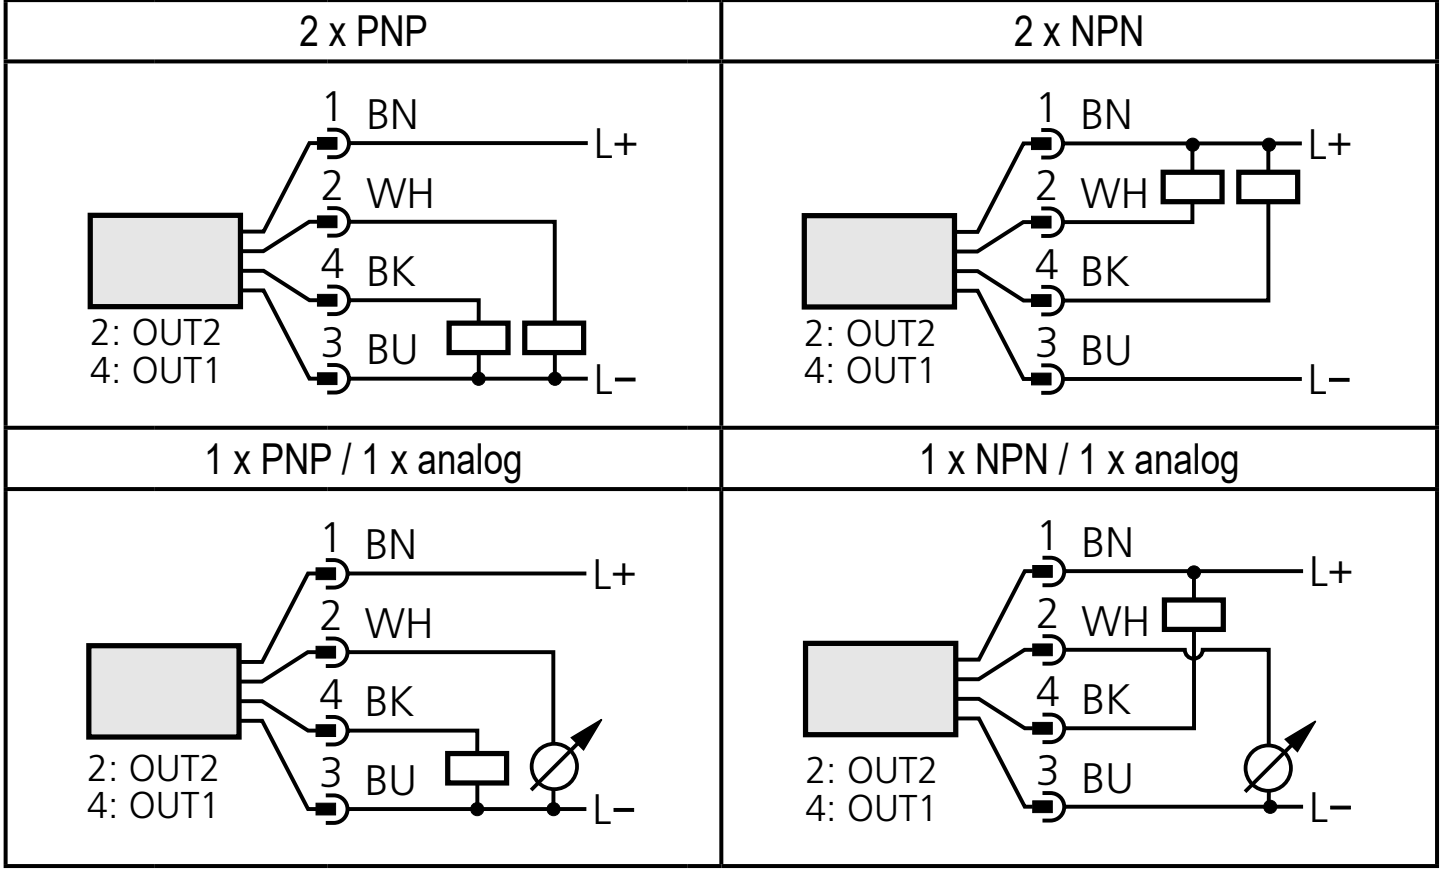 2 x PNP
1 BN
L+
2 WH
4 BK
3 BU
L–
2: OUT2
4: OUT1
2 x NPN
1 BN
L+
2 WH
4 BK
3 BU
L–
2: OUT2
4: OUT1
1 x PNP / 1 x analog
1 BN
L+
2 WH
4 BK
3 BU
L–
2: OUT2
4: OUT1
1 x NPN / 1 x analog
1 BN
L+
2 WH
4 BK
3 BU
L–
2: OUT2
4: OUT1